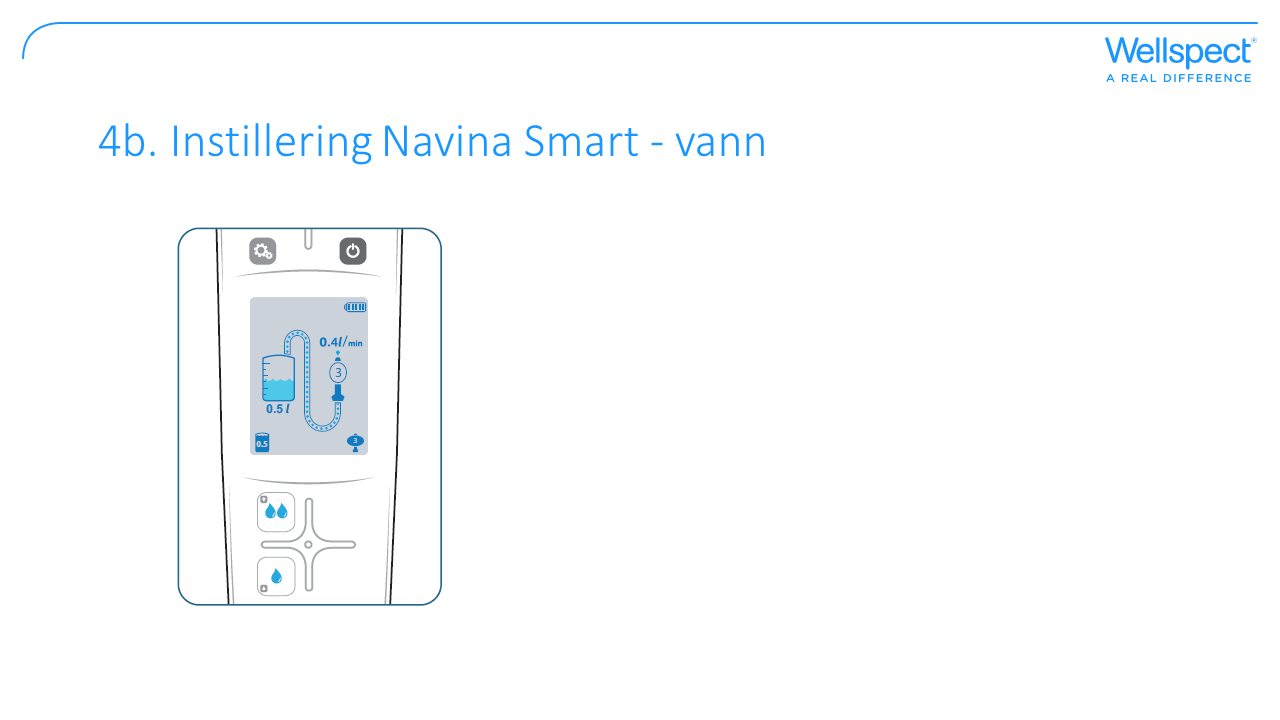 Wellspect®
A REAL DIFFERENCE
4b. Instillering Navina Smart - vann
0.4l/min
3
0.5 l
0.5
3